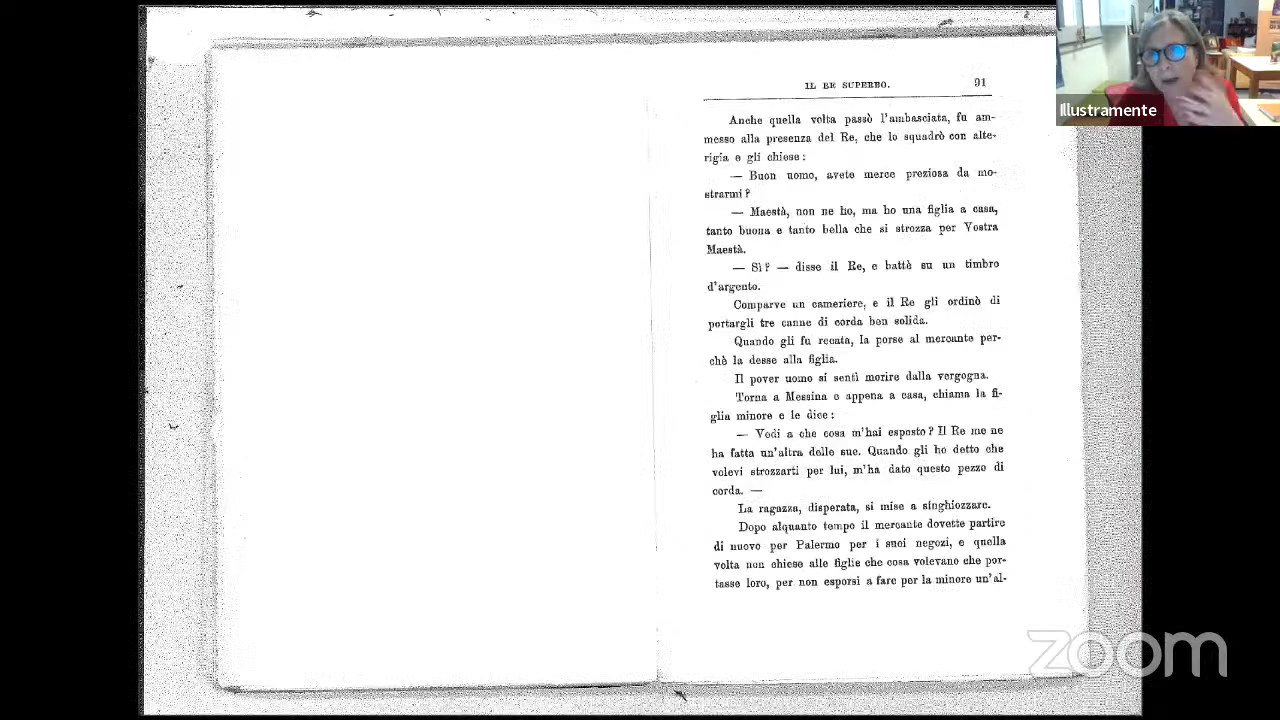 IL RE SUPERBO.
91
Anche quella volta passò l'ambasciata, fu am-
messo alla presenza del Re, che lo squadrò con alte-
rigia e gli chiese :
— Buon uomo, avete merce preziosa da mo-
strarmi ?
— Maestà, non ne ho, ma ho una figlia a casa,
tanto buona e tanto bella che si strozza per Vostra
Maestà.
— Sì ? — disse il Re, e battè su un timbro
d'argento.
Comparve un cameriere, e il Re gli ordinò di
portargli tre canne di corda ben solida.
Quando gli fu recata, la porse al mercante per-
chè la desse alla figlia.
Il pover uomo si sentì morire dalla vergogna.
Torna a Messina e appena a casa, chiama la fi-
glia minore e le dice :
— Vedi a che cosa m'hai esposto ? Il Re me ne
ha fatta un'altra delle sue. Quando gli ho detto che
volevi strozzarti per lui, m'ha dato questo pezzo di
corda. —
La ragazza, disperata, si mise a singhiozzare.
Dopo alquanto tempo il mercante dovette partire
di nuovo per Palermo per i suoi negozi, e quella
volta non chiese alle figlie che cosa volevano che por-
tasse loro, per non esporsi a fare per la minore un'al-
Illustramente
zoom